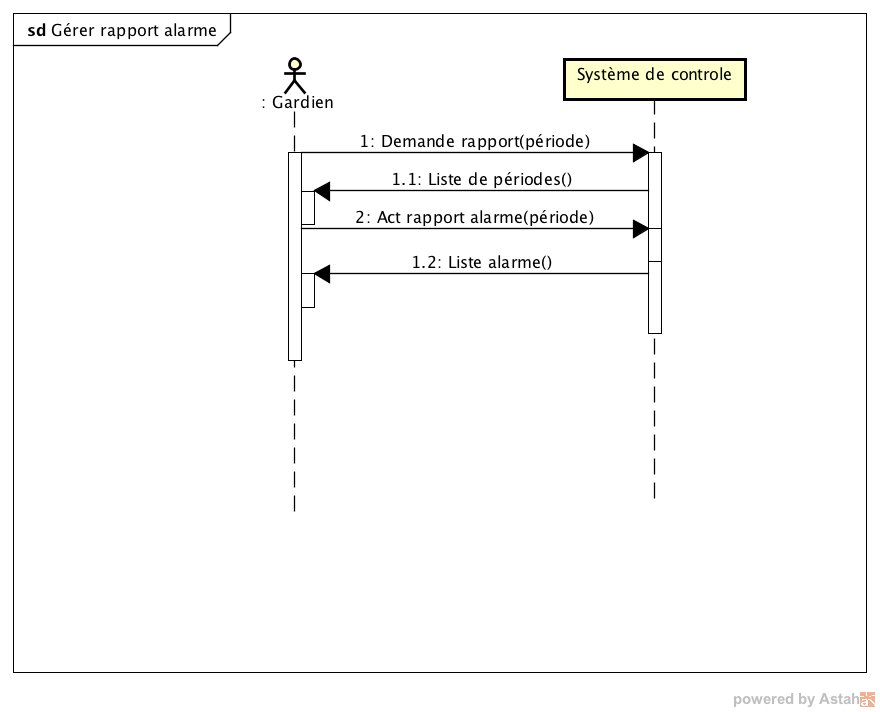 sd Gérer rapport alarme
: Gardien
Système de controle
1: Demande rapport(période)
1.1: Liste de périodes()
2: Act rapport alarme(période)
1.2: Liste alarme()
powered by Astah